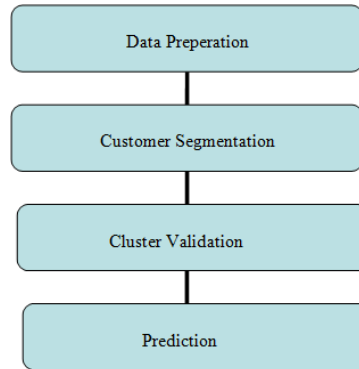 Data Preperation
Customer Segmentation
Cluster Validation
Prediction